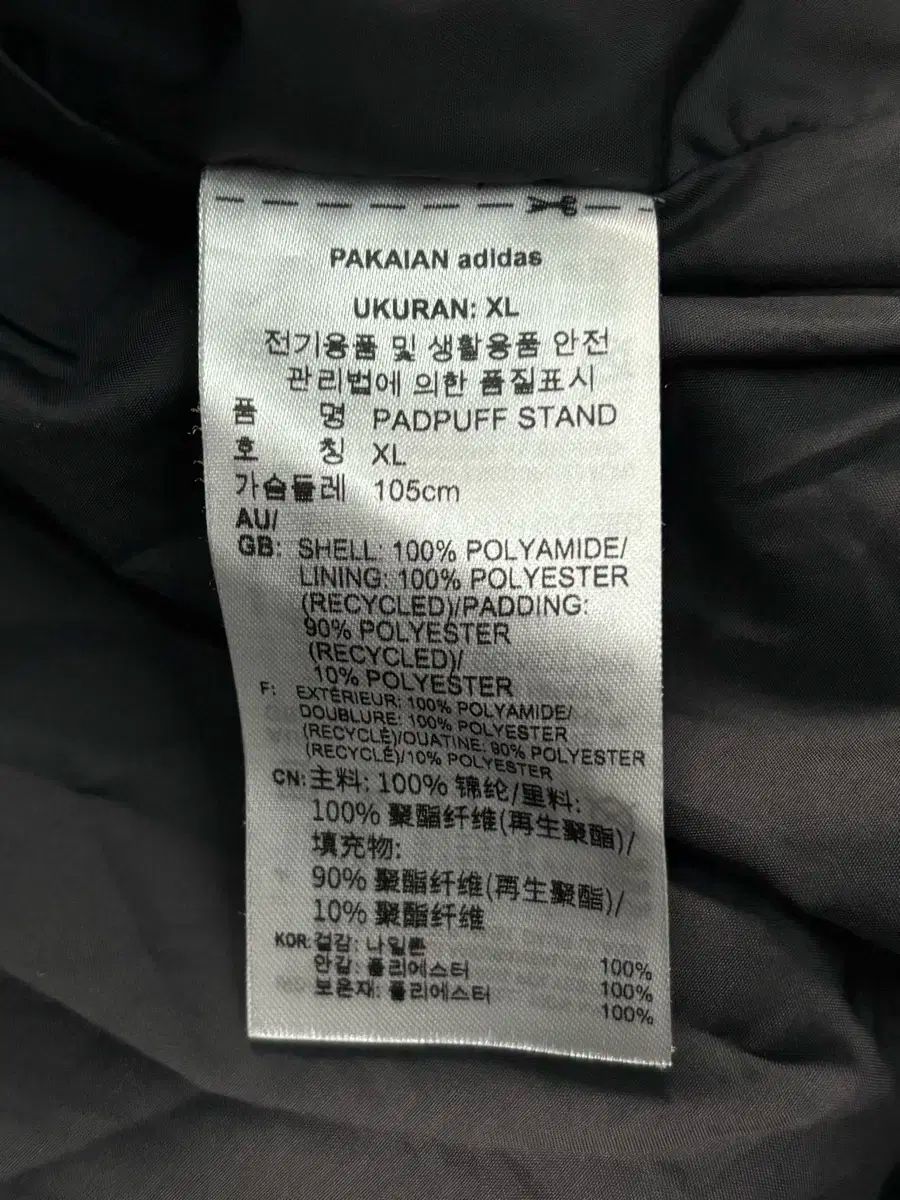 PAKAIAN adidas
UKURAN: XL
전기용품 및 생활용품 안전
관리법에 의한 품질표시
품 명 PADPUFF STAND
호 칭 XL
가슴둘레 105cm
AU/
GB: SHELL: 100% POLYAMIDE/
LINING: 100% POLYESTER
(RECYCLED)/PADDING:
90% POLYESTER
(RECYCLED)/
10% POLYESTER
F: EXTÉRIEUR: 100% POLYAMIDE/
DOUBLURE: 100% POLYESTER
(RECYCLÉ)/OUATINE: 90% POLYESTER
(RECYCLÉ)/10% POLYESTER
CN: 主料: 100% 锦纶/里料:
100% 聚酯纤维(再生聚酯)/
填充物:
90% 聚酯纤维(再生聚酯)/
10% 聚酯纤维
KOR: 겉감: 나일론 100%
안감: 폴리에스터 100%
보온재: 폴리에스터 100%